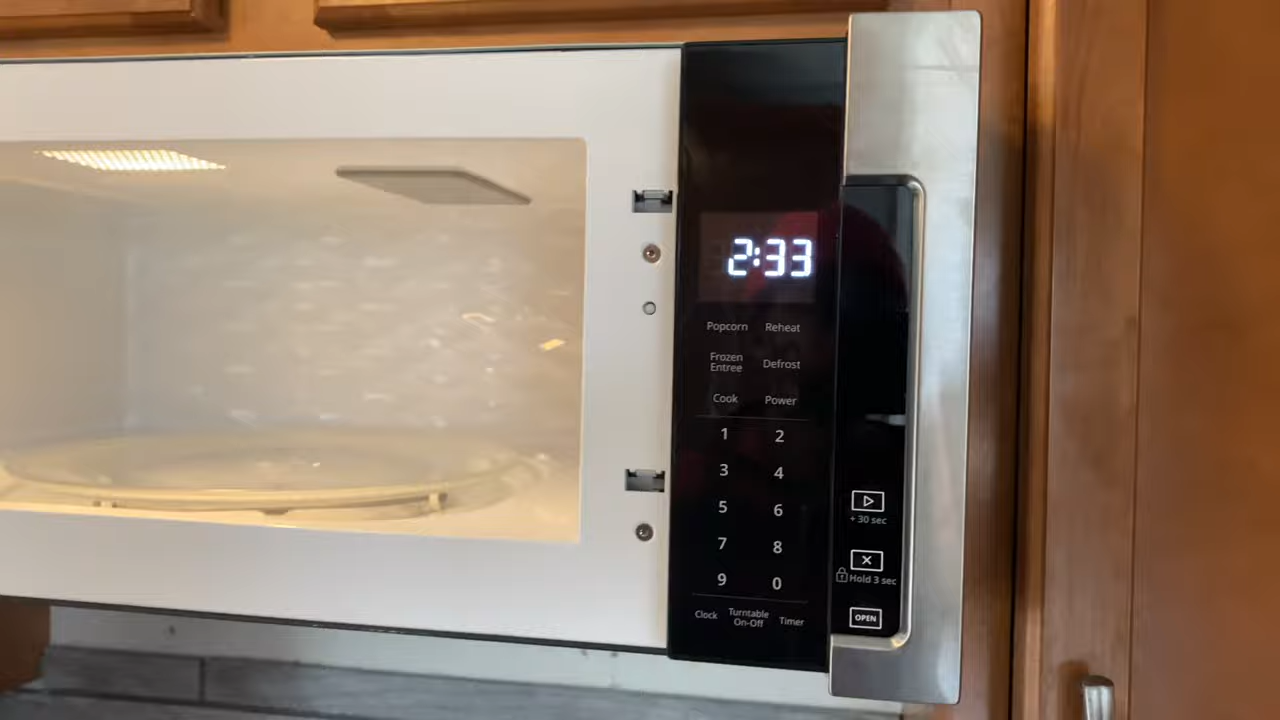 2:33
Popcorn Reheat
Frozen
Entree
Defrost
Cook Power
1 2
3 4
5 6
7 8
9 0
Clock
Turntable
On-Off
Timer
+ 30 sec
Hold 3 sec
OPEN